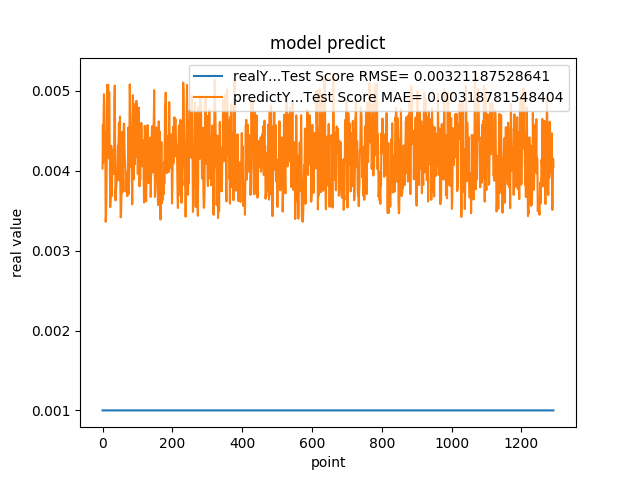 model predict
realY...Test Score RMSE= 0.00321187528641
predictY...Test Score MAE= 0.00318781548404
0.005
0.004
0.003
0.002
0.001
real value
0 200 400 600 800 1000 1200
point